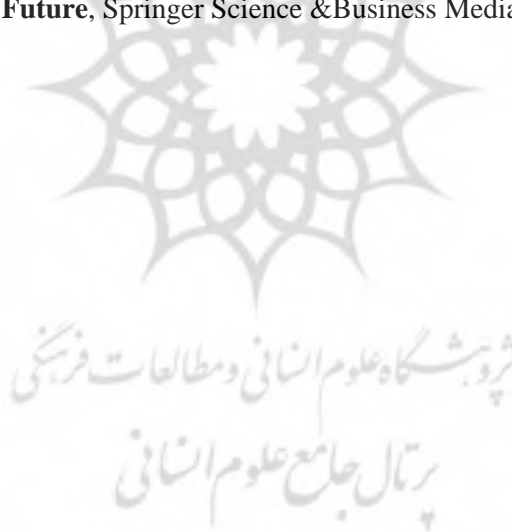 Future, Springer Science &Business Media
پژوهشگاه علوم انسانی و مطالعات فرهنگی
پرتال جامع علوم انسانی